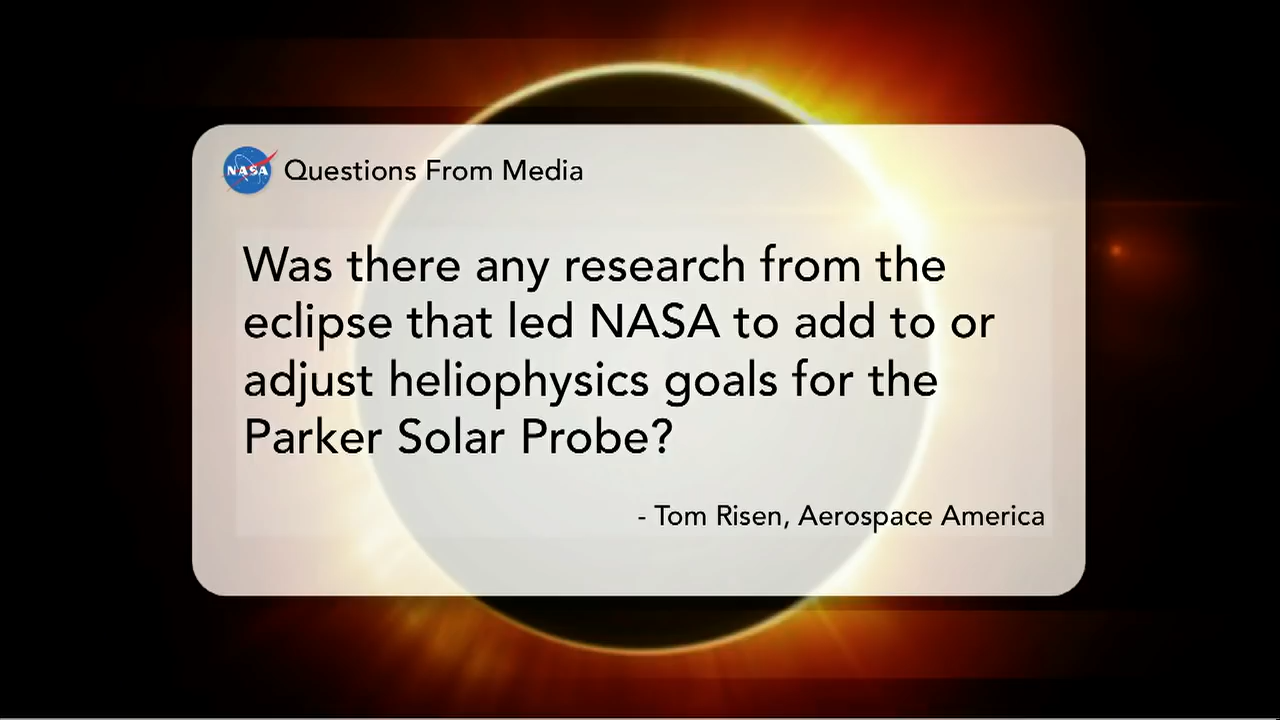 NASA
Questions From Media
Was there any research from the
eclipse that led NASA to add to or
adjust heliophysics goals for the
Parker Solar Probe?
- Tom Risen, Aerospace America